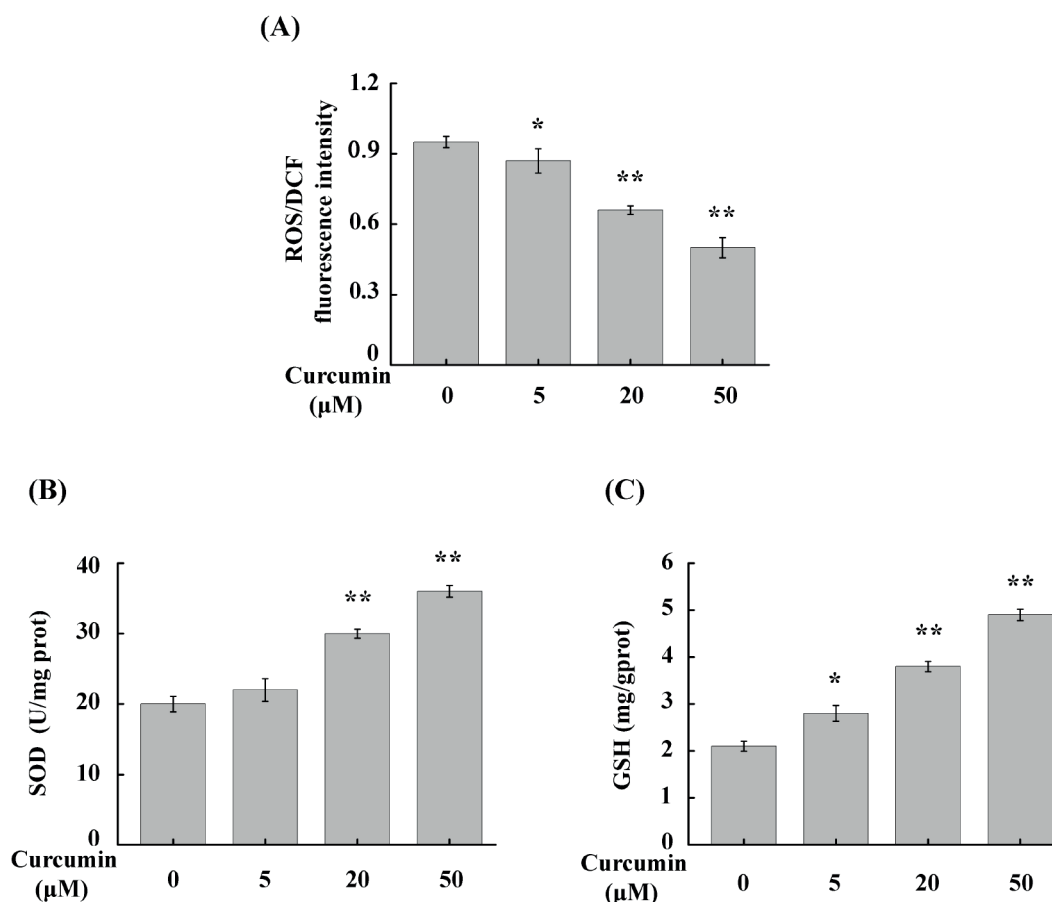 (A)
ROS/DCF
fluorescence intensity
1.2
0.9
0.6
0.3
0
*
**
**
Curcumin
(μM)
0 5 20 50
(B)
SOD (U/mg prot)
40
30
20
10
0
**
**
Curcumin
(μM)
0 5 20 50
(C)
GSH (mg/gprot)
6
5
4
3
2
1
0
*
**
**
Curcumin
(μM)
0 5 20 50